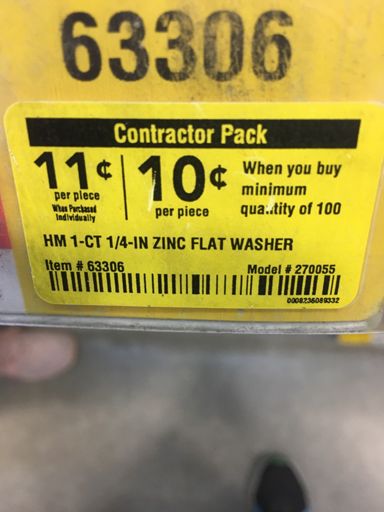 63306
Contractor Pack
11¢
per piece
When Purchased
Individually
10¢
per piece
When you buy
minimum
quantity of 100
HM 1-CT 1/4-IN ZINC FLAT WASHER
Item # 63306
Model # 270055
0008236089332